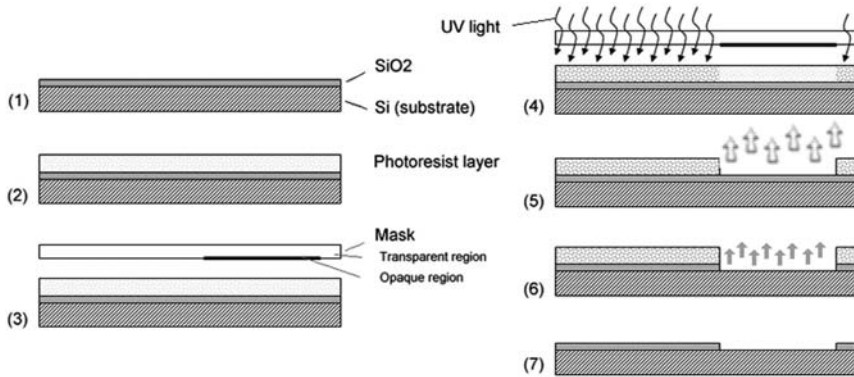 SiO2
(1)
Si (substrate)
Photoresist layer
(2)
Mask
Transparent region
Opaque region
(3)
UV light
(4)
(5)
(6)
(7)